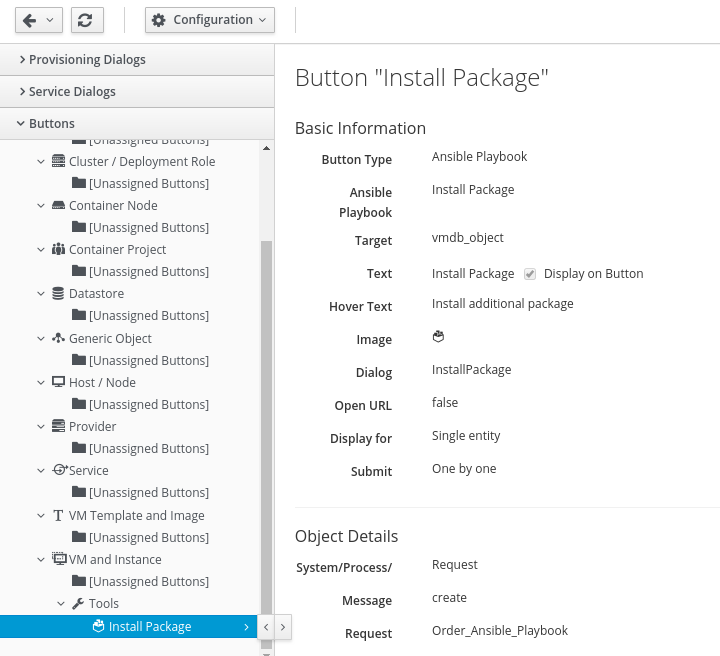 Configuration
Provisioning Dialogs
Service Dialogs
Buttons
[Unassigned Buttons]
Cluster / Deployment Role
[Unassigned Buttons]
Container Node
[Unassigned Buttons]
Container Project
[Unassigned Buttons]
Datastore
[Unassigned Buttons]
Generic Object
[Unassigned Buttons]
Host / Node
[Unassigned Buttons]
Provider
[Unassigned Buttons]
Service
[Unassigned Buttons]
VM Template and Image
[Unassigned Buttons]
VM and Instance
[Unassigned Buttons]
Tools
Install Package
Button "Install Package"
Basic Information
Button Type Ansible Playbook
Ansible Install Package
Playbook
Target vmdb_object
Text Install Package Display on Button
Hover Text Install additional package
Image
Dialog InstallPackage
Open URL false
Display for Single entity
Submit One by one
Object Details
System/Process/ Request
Message create
Request Order_Ansible_Playbook